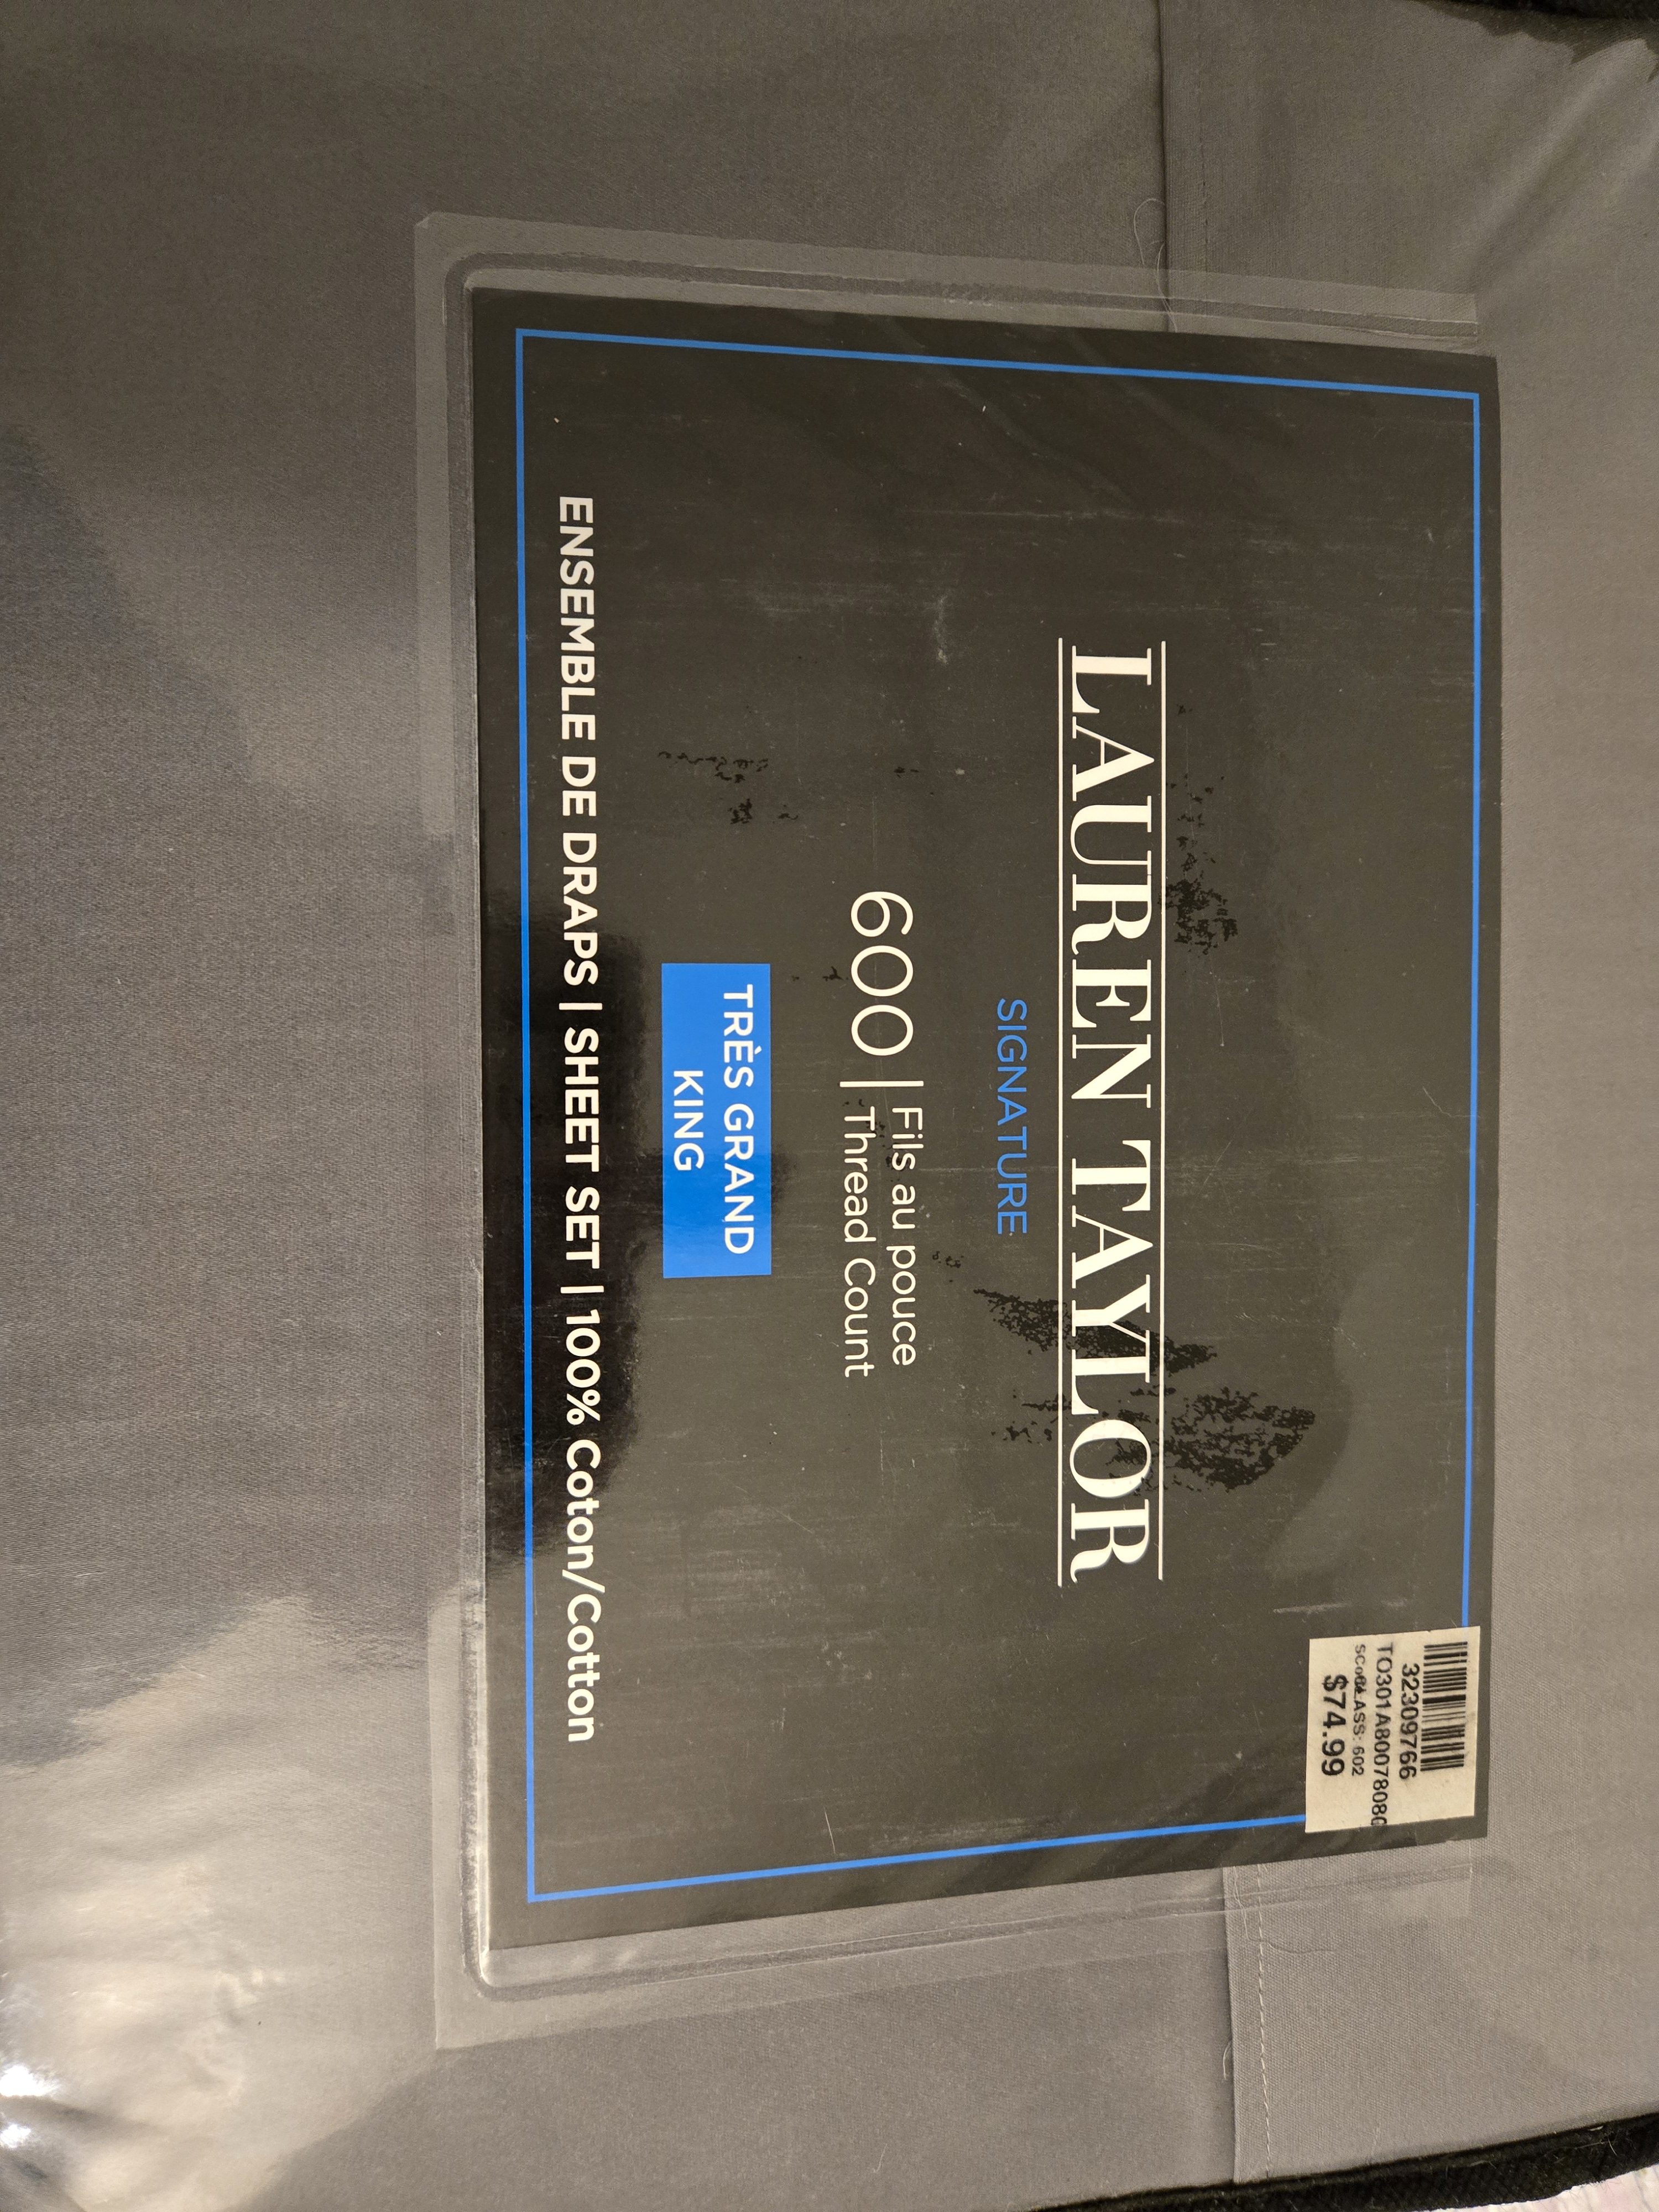 32309766
TO301A80078080
$74.99
LAUREN TAYLOR
SIGNATURE
600 | Fils au pouce
Thread Count
TRÈS GRAND
KING
ENSEMBLE DE DRAPS | SHEET SET | 100% Coton/Cotton